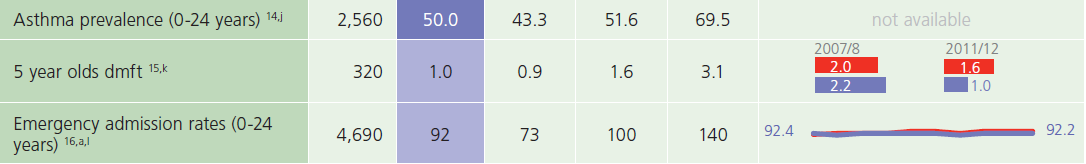 Asthma prevalence (0-24 years) 14,j 2,560 50.0 43.3 51.6 69.5 not available
2007/8 2011/12
5 year olds dmft 15,k 320 1.0 0.9 1.6 3.1 2.0 1.6
2.2 1.0
Emergency admission rates (0-24
years) 16,a,l 4,690 92 73 100 140 92.4 92.2